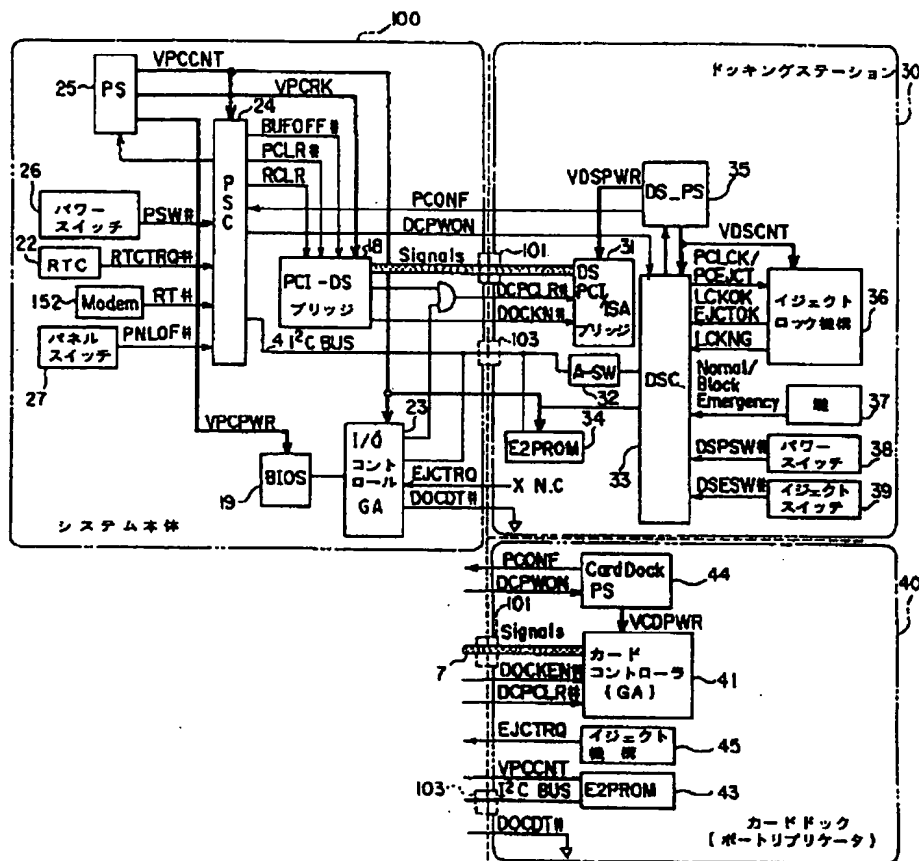 100
VPCCNT
PS
25
VPCRK
24
BUFOFF#
PCLR#
RCLR
PSC
26
パワースイッチ
PSW#
22
RTC
RTCTRQ#
152
Modem
RT#
パネルスイッチ
PNLOF#
27
PCONF
DCPWON
18
Signals
101
PCI-DS
ブリッジ
DCPCLR#
DOCKN#
4
I²C BUS
103
VPCPWR
23
BIOS
19
I/O
コントロール
GA
EJCTRQ
X N.C
DOCDT#
システム本体
ドッキングステーション
30
VDSPWR
DS_PS
35
VDSCNT
31
DS
PCI/ISA
ブリッジ
PCLCK/
PCEJCT
LCKOK
EJCTOK
LCKNG
イジェクト
ロック機構
36
A-SW
32
DSC
33
E2PROM
34
Nomal/
Block
Emergency
鍵
37
DSPSW#
パワー
スイッチ
38
DSESW#
イジェクト
スイッチ
39
PCONF
DCPWON
CardDock
PS
44
40
101
VCDPWR
Signals
7
カード
コントローラ
(GA)
41
DOCKEN#
DCPCLR#
EJCTRQ
イジェクト
機構
45
VPCCNT
103
I²C BUS
E2PROM
43
DOCDT#
カードドック
(ポートリプリケータ)